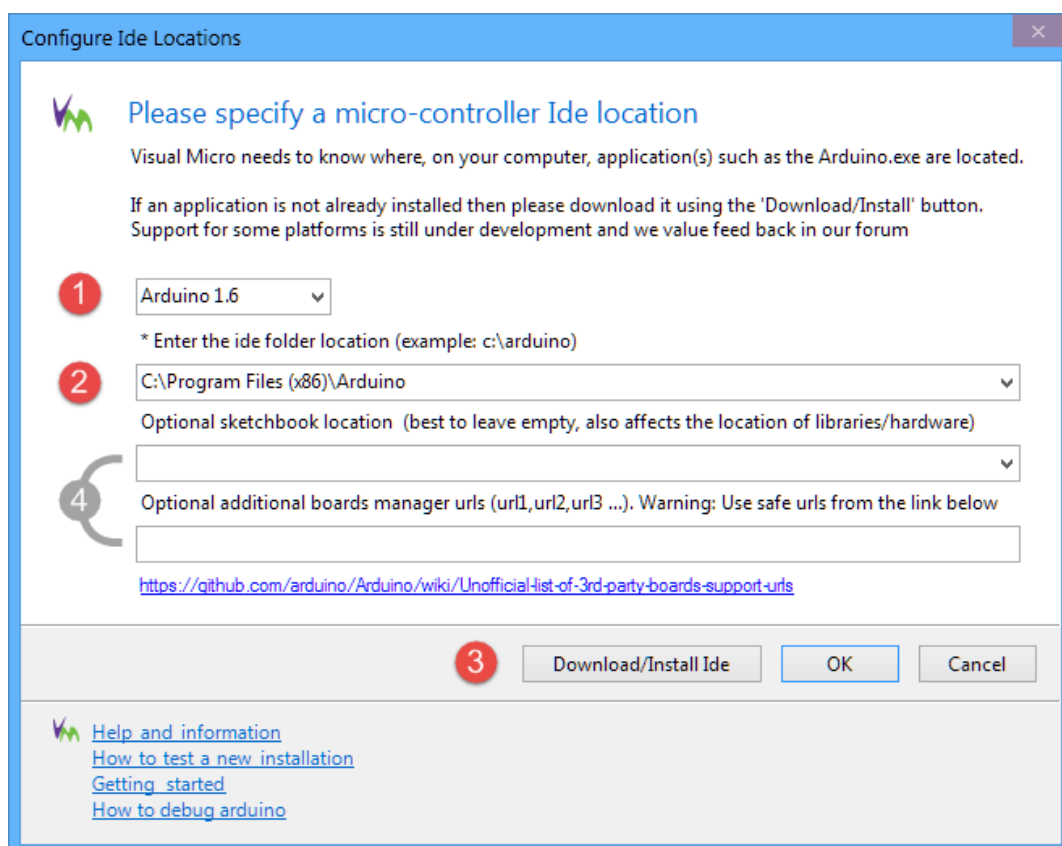 Configure Ide Locations
Please specify a micro-controller Ide location
Visual Micro needs to know where, on your computer, application(s) such as the Arduino.exe are located.
If an application is not already installed then please download it using the 'Download/Install' button.
Support for some platforms is still under development and we value feed back in our forum
1
Arduino 1.6
* Enter the ide folder location (example: c:\arduino)
2
C:\Program Files (x86)\Arduino
Optional sketchbook location (best to leave empty, also affects the location of libraries/hardware)
4
Optional additional boards manager urls (url1,url2,url3 ...). Warning: Use safe urls from the link below
https://github.com/arduino/Arduino/wiki/Unofficial-list-of-3rd-party-boards-support-urls
3
Download/Install Ide
OK
Cancel
Help and information
How to test a new installation
Getting started
How to debug arduino